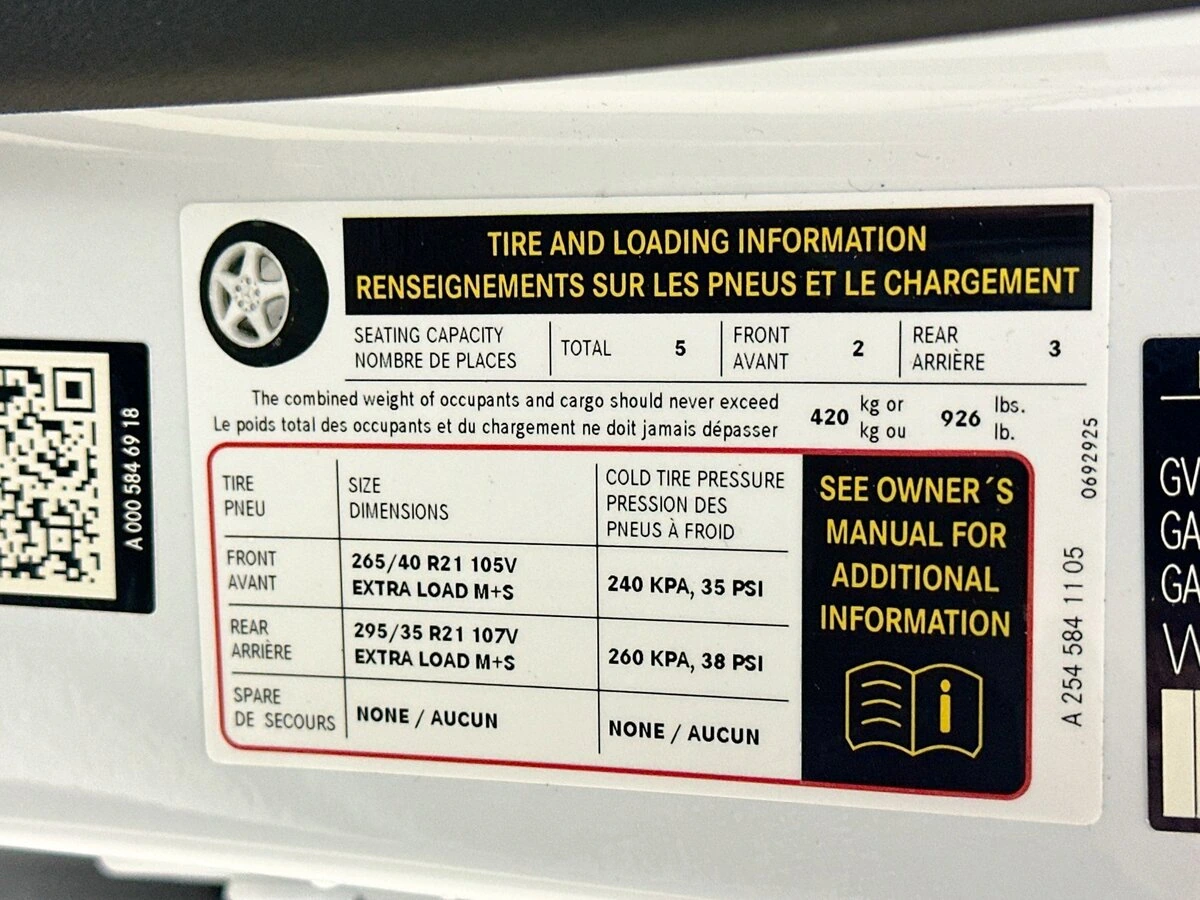 TIRE AND LOADING INFORMATION
RENSEIGNEMENTS SUR LES PNEUS ET LE CHARGEMENT
SEATING CAPACITY
NOMBRE DE PLACES
TOTAL 5
FRONT
AVANT
2
REAR
ARRIÈRE
3
The combined weight of occupants and cargo should never exceed
Le poids total des occupants et du chargement ne doit jamais dépasser
420 kg or
kg ou
926 lbs.
lb.
TIRE
PNEU
SIZE
DIMENSIONS
COLD TIRE PRESSURE
PRESSION DES
PNEUS À FROID
FRONT
AVANT
265/40 R21 105V
EXTRA LOAD M+S
240 KPA, 35 PSI
REAR
ARRIÈRE
295/35 R21 107V
EXTRA LOAD M+S
260 KPA, 38 PSI
SPARE
DE SECOURS
NONE / AUCUN
NONE / AUCUN
SEE OWNER´S
MANUAL FOR
ADDITIONAL
INFORMATION
i
0692925
A 254 584 11 05
A 000 584 69 18
GV
GA
GA